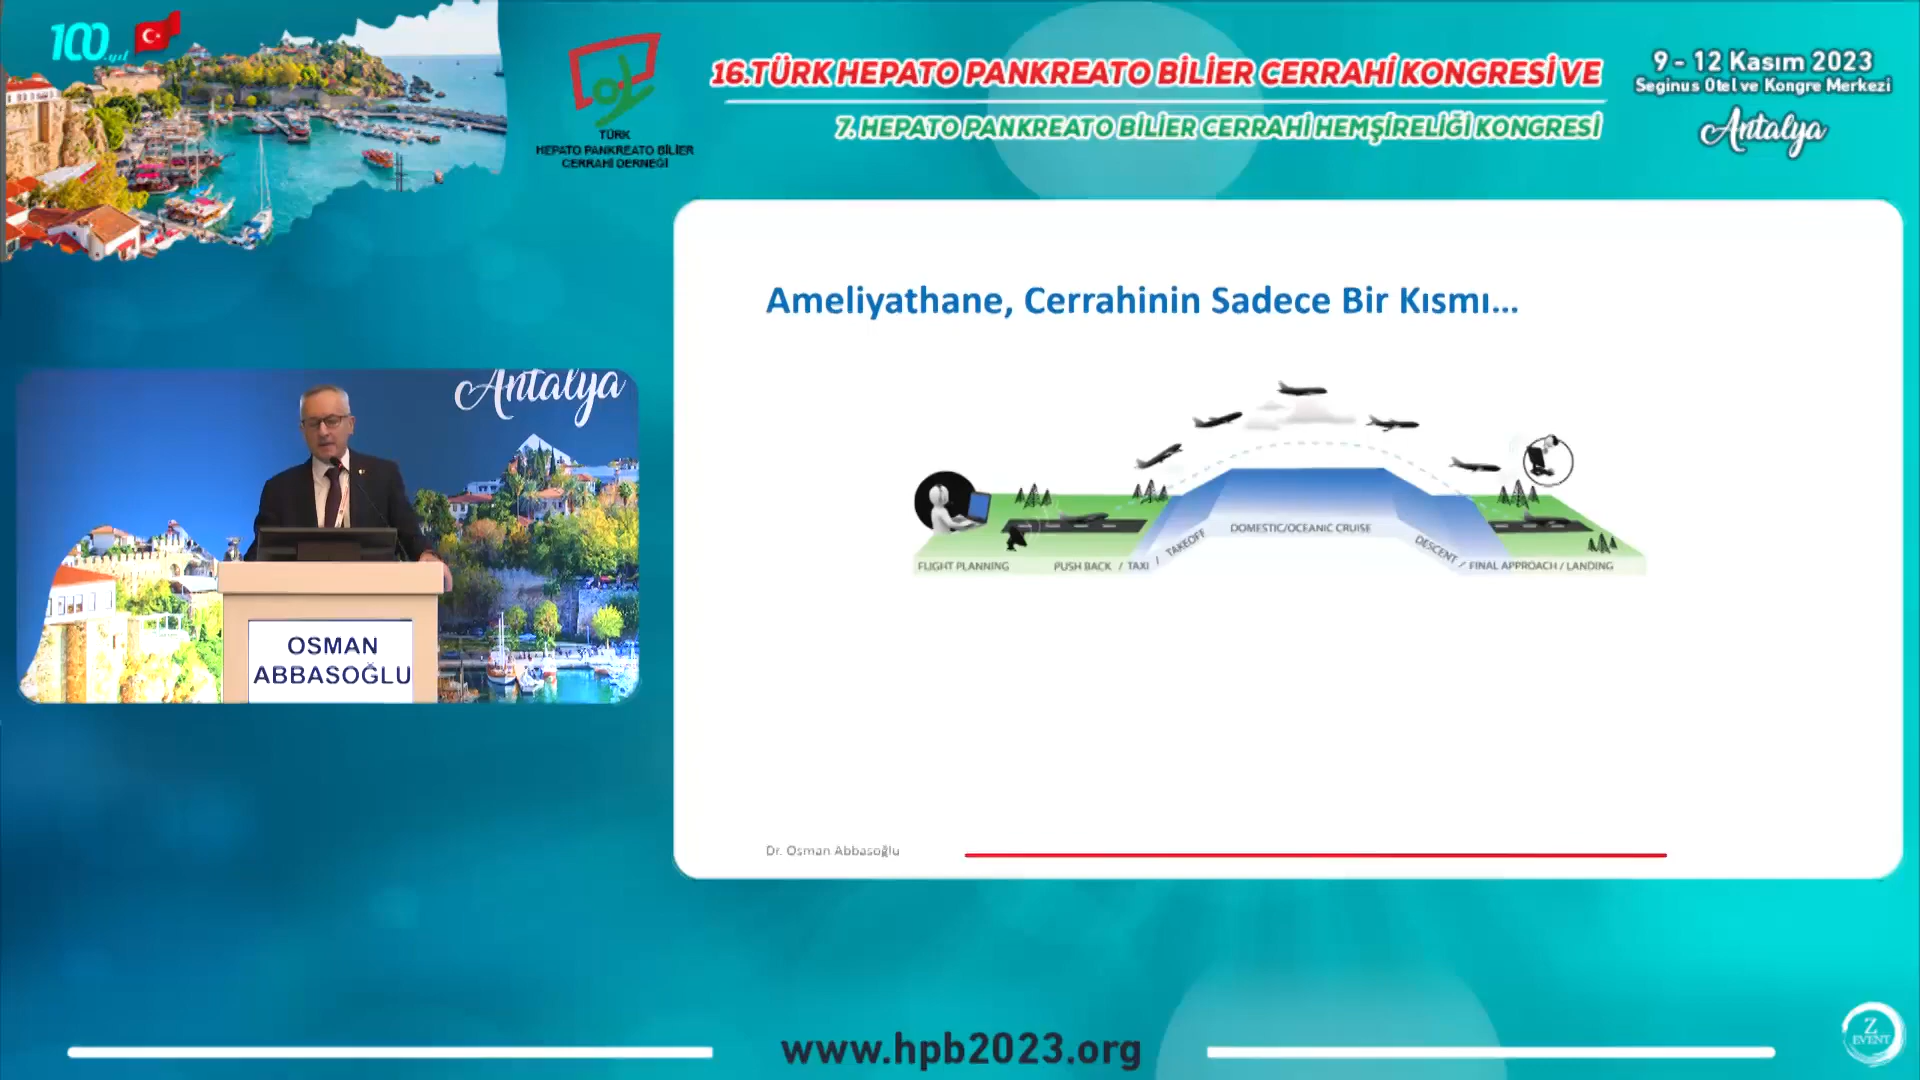 100.yıl
TÜRK
HEPATO PANKREATO BİLİER
CERRAHİ DERNEĞİ
16.TÜRK HEPATO PANKREATO BİLİER CERRAHİ KONGRESİ VE
7. HEPATO PANKREATO BİLİER CERRAHİ HEMŞİRELİĞİ KONGRESİ
9 - 12 Kasım 2023
Seginus Otel ve Kongre Merkezi
Antalya
Antalya
OSMAN
ABBASOĞLU
Ameliyathane, Cerrahinin Sadece Bir Kısmı...
FLIGHT PLANNING
PUSH BACK / TAXI / TAKEOFF
DOMESTIC/OCEANIC CRUISE
DESCENT / FINAL APPROACH / LANDING
Dr. Osman Abbasoğlu
www.hpb2023.org
Z
EVENT